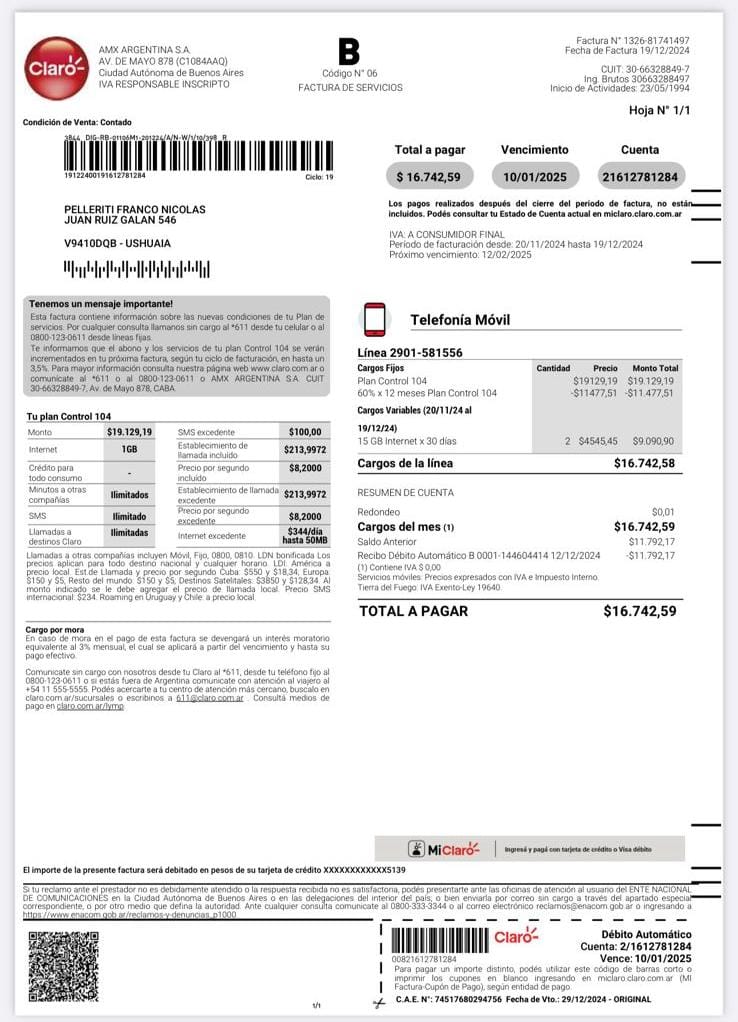 Claro
AMX ARGENTINA S.A.
AV. DE MAYO 878 (C1084AAQ)
Ciudad Autónoma de Buenos Aires
IVA RESPONSABLE INSCRIPTO
B
Código N° 06
FACTURA DE SERVICIOS
Factura N° 1326-81741497
Fecha de Factura 19/12/2024
CUIT: 30-66328849-7
Ing. Brutos 30663288497
Inicio de Actividades: 23/05/1994
Hoja N° 1/1
Condición de Venta: Contado
3844 DIG-RB-01106M1-201224/A/N-W/1/10/398 R
19122400191612781284
Ciclo: 19
Total a pagar Vencimiento Cuenta
$ 16.742,59 10/01/2025 21612781284
Los pagos realizados después del cierre del periodo de factura, no están
incluidos. Podés consultar tu Estado de Cuenta actual en miclaro.claro.com.ar
PELLERITI FRANCO NICOLAS
JUAN RUIZ GALAN 546
V9410DQB - USHUAIA
IVA: A CONSUMIDOR FINAL
Período de facturación desde: 20/11/2024 hasta 19/12/2024
Próximo vencimiento: 12/02/2025
Tenemos un mensaje importante!
Esta factura contiene información sobre las nuevas condiciones de tu Plan de
servicios. Por cualquier consulta llamanos sin cargo al *611 desde tu celular o al
0800-123-0611 desde líneas fijas.
Te informamos que el abono y los servicios de tu plan Control 104 se verán
incrementados en tu próxima factura, según tu ciclo de facturación, en hasta un
3,5%. Para mayor información consulta nuestra página web www.claro.com.ar o
comunicate al *611 o al 0800-123-0611 o AMX ARGENTINA S.A. CUIT
30-66328849-7, Av. de Mayo 878, CABA.
Tu plan Control 104
Monto $19.129,19 SMS excedente $100,00
Internet 1GB Establecimiento de llamada incluido $213,9972
Crédito para todo consumo - Precio por segundo incluido $8,2000
Minutos a otras compañías Ilimitados Establecimiento de llamada excedente $213,9972
SMS Ilimitado Precio por segundo excedente $8,2000
Llamadas a destinos Claro Ilimitadas Internet excedente $344/día hasta 50MB
Llamadas a otras compañías incluyen Móvil, Fijo, 0800, 0810. LDN bonificada Los
precios aplican para todo destino nacional y cualquier horario. LDI: América a
precio local. Est.de Llamada y precio por segundo Cuba: $550 y $18,34, Europa:
$150 y $5, Resto del mundo: $150 y $5, Destinos Satelitales: $3850 y $128,34. Al
monto indicado se le debe agregar el precio de llamada local. Precio SMS
internacional: $234. Roaming en Uruguay y Chile: a precio local.
Cargo por mora
En caso de mora en el pago de esta factura se devengará un interés moratorio
equivalente al 3% mensual, el cual se aplicará a partir del vencimiento y hasta su
pago efectivo.
Comunicate sin cargo con nosotros desde tu Claro al *611, desde tu teléfono fijo al
0800-123-0611 o si estás fuera de Argentina comunicate con atención al viajero al
+54 11 555-5555. Podés acercarte a tu centro de atención más cercano, buscalo en
claro.com.ar/sucursales o escribinos a 611@claro.com.ar . Consultá medios de
pago en claro.com.ar/lymp
Telefonía Móvil
Línea 2901-581556
Cargos Fijos Cantidad Precio Monto Total
Plan Control 104 $19129,19 $19.129,19
60% x 12 meses Plan Control 104 -$11477,51 -$11.477,51
Cargos Variables (20/11/24 al
19/12/24)
15 GB Internet x 30 días 2 $4545,45 $9.090,90
Cargos de la línea $16.742,58
RESUMEN DE CUENTA
Redondeo $0,01
Cargos del mes (1) $16.742,59
Saldo Anterior $11.792,17
Recibo Débito Automático B 0001-144604414 12/12/2024 -$11.792,17
(1) Contiene IVA $ 0,00
Servicios móviles: Precios expresados con IVA e Impuesto Interno.
Tierra del Fuego: IVA Exento-Ley 19640.
TOTAL A PAGAR $16.742,59
MiClaro Ingresá y pagá con tarjeta de crédito o Visa débito
El importe de la presente factura será debitado en pesos de su tarjeta de crédito XXXXXXXXXXXX5139
Si tu reclamo ante el prestador no es debidamente atendido o la respuesta recibida no es satisfactoria, podés presentarte ante las oficinas de atención al usuario del ENTE NACIONAL
DE COMUNICACIONES en la Ciudad Autónoma de Buenos Aires o en las delegaciones del interior del país; o bien enviarla por correo sin cargo a través del apartado especial
correspondiente, o por otro medio que defina la autoridad. Ante cualquier consulta comunicate al 0800-333-3344 o al correo electrónico reclamos@enacom.gob.ar o ingresando a
https://www.enacom.gob.ar/reclamos-y-denuncias_p1000
Claro
00821612781284
Débito Automático
Cuenta: 2/1612781284
Vence: 10/01/2025
Para pagar un importe distinto, podés utilizar este código de barras corto o
imprimir los cupones en blanco ingresando en miclaro.claro.com.ar (MI
Factura-Cupón de Pago), según entidad de pago.
C.A.E. N°: 74517680294756 Fecha de Vto.: 29/12/2024 - ORIGINAL
1/1